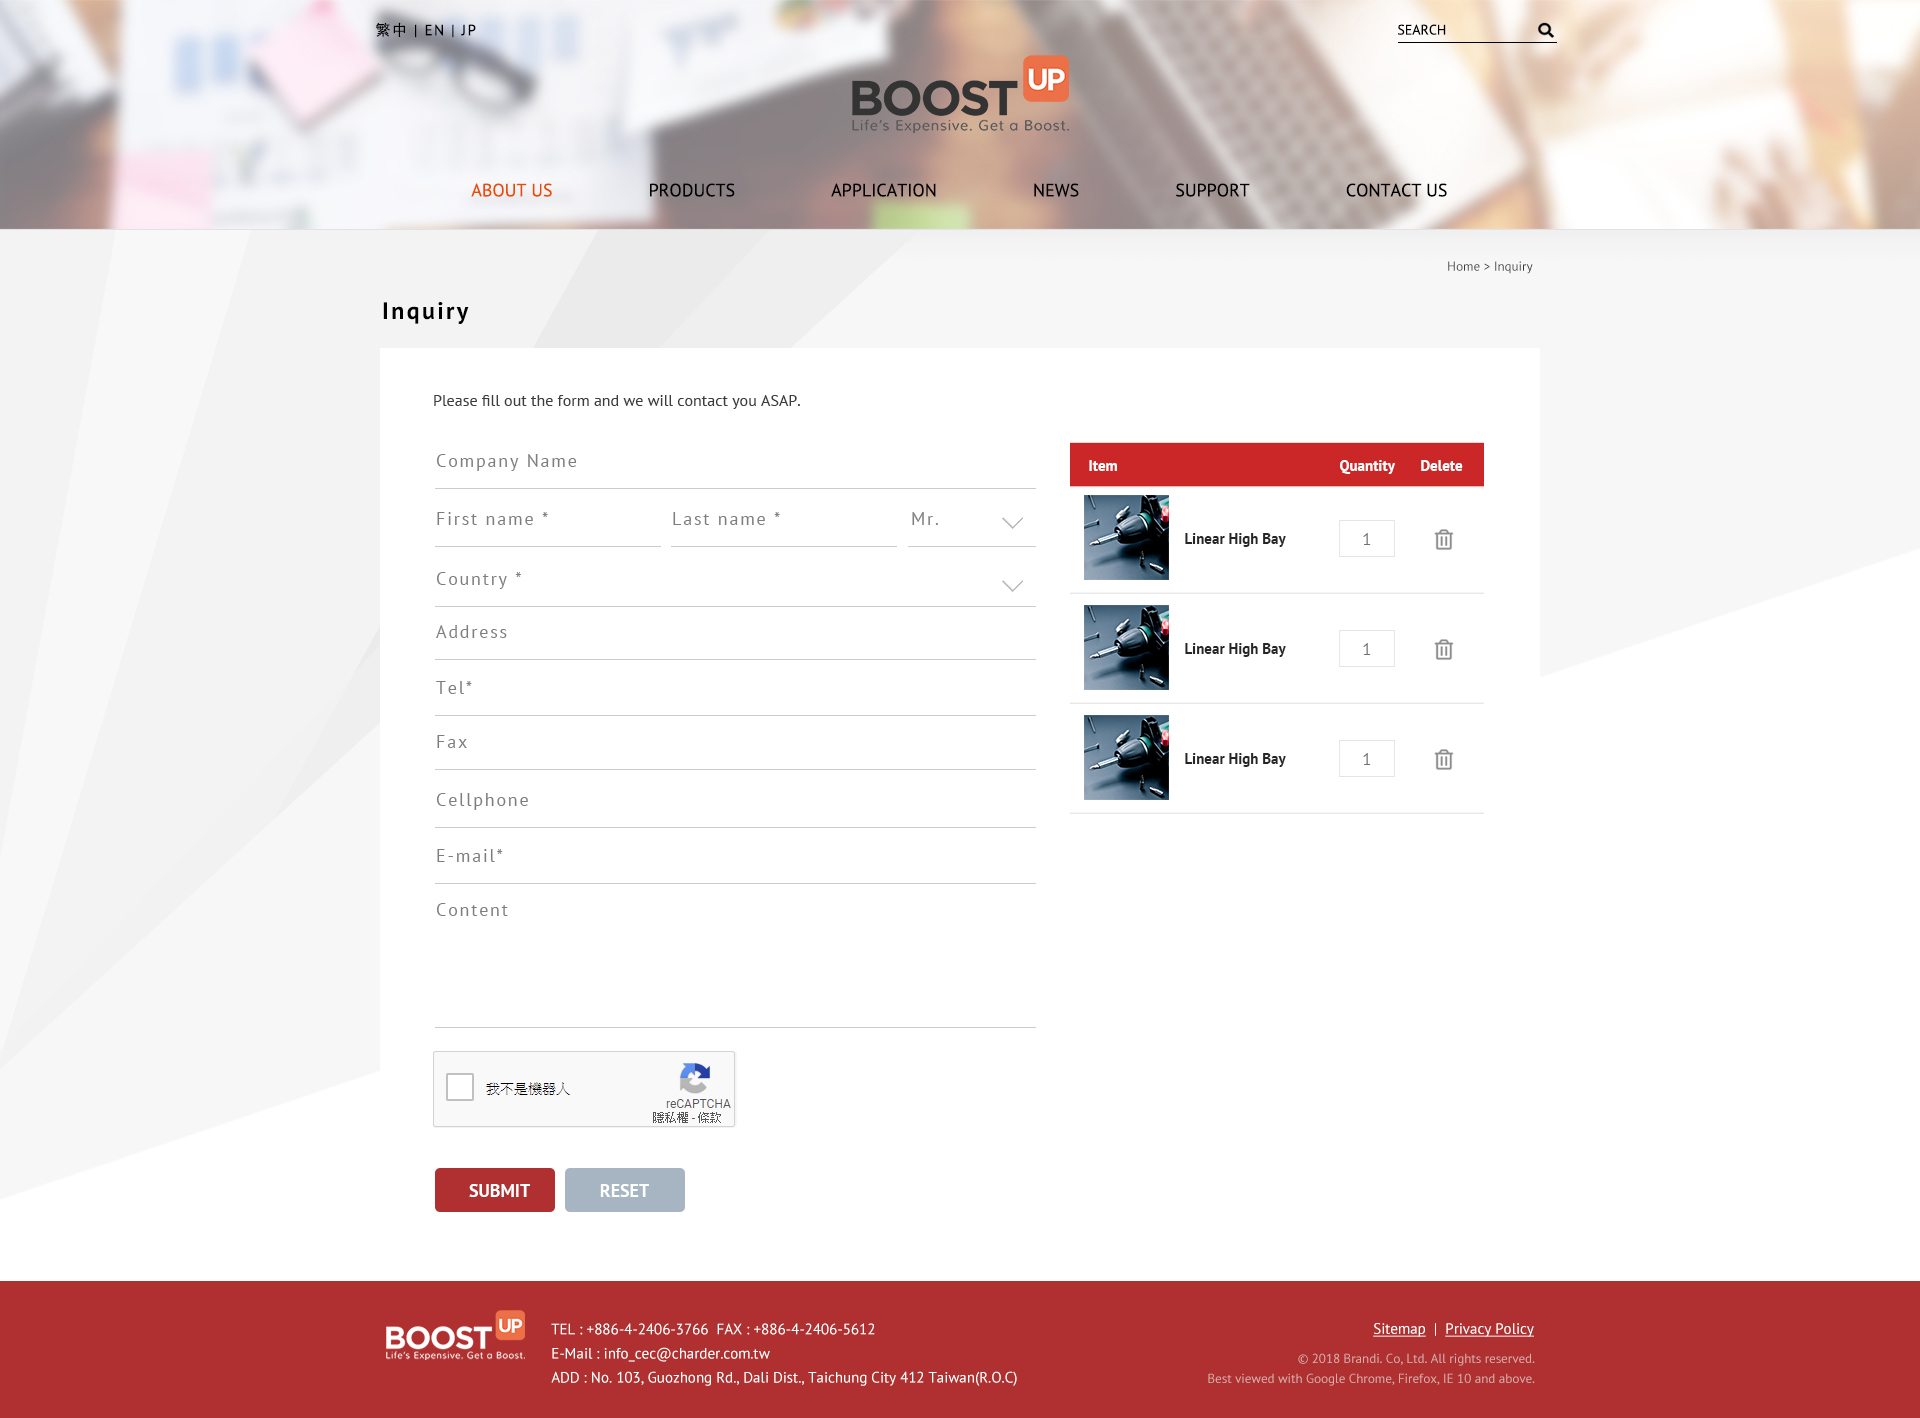 繁中 | EN | JP
SEARCH
BOOST UP
Life's Expensive. Get a Boost.
ABOUT US PRODUCTS APPLICATION NEWS SUPPORT CONTACT US
Home > Inquiry
Inquiry
Please fill out the form and we will contact you ASAP.
Company Name
First name * Last name * Mr.
Country *
Address
Tel*
Fax
Cellphone
E-mail*
Content
Item Quantity Delete
Linear High Bay 1
Linear High Bay 1
Linear High Bay 1
我不是機器人
reCAPTCHA
隱私權 - 條款
SUBMIT RESET
BOOST UP
Life's Expensive. Get a Boost.
TEL : +886-4-2406-3766 FAX : +886-4-2406-5612
E-Mail : info_cec@charder.com.tw
ADD : No. 103, Guozhong Rd., Dali Dist., Taichung City 412 Taiwan(R.O.C)
Sitemap | Privacy Policy
© 2018 Brandi. Co, Ltd. All rights reserved.
Best viewed with Google Chrome, Firefox, IE 10 and above.